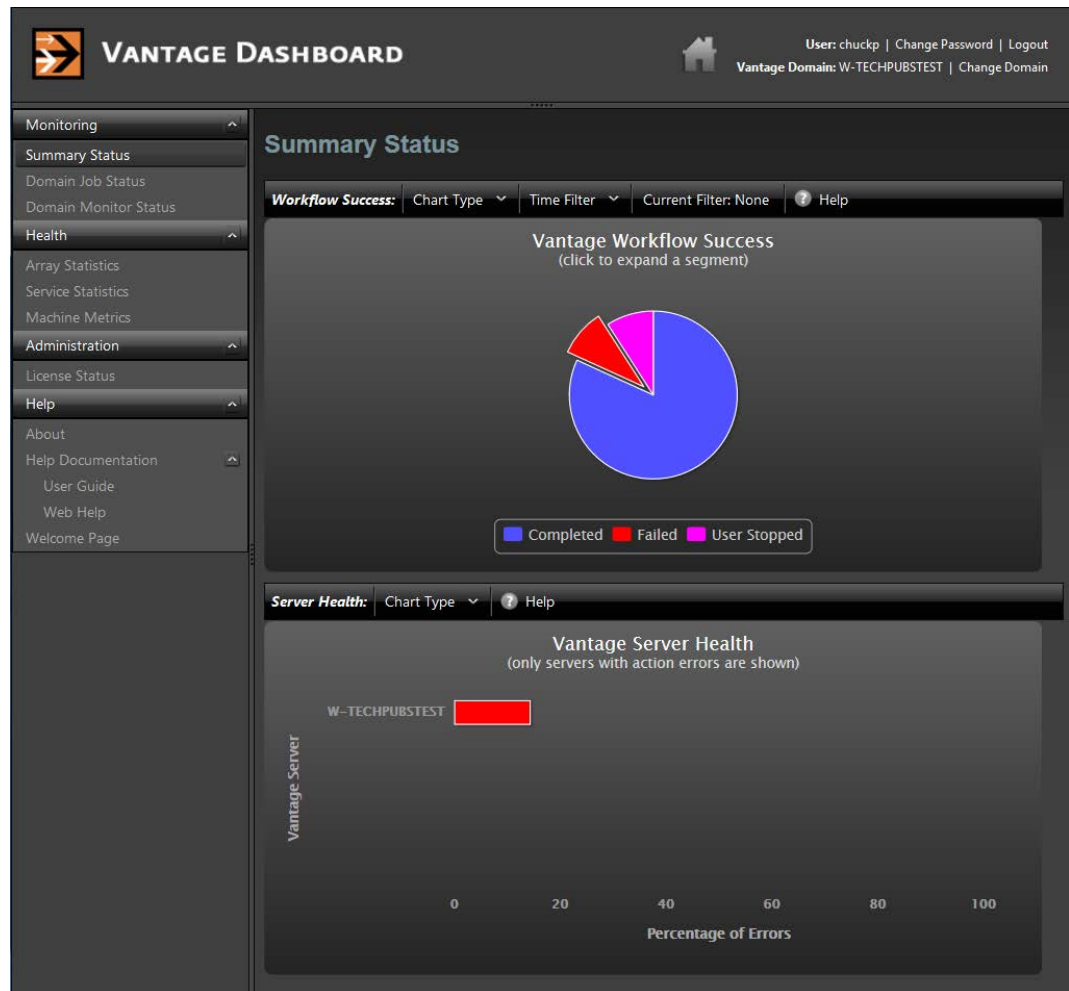 VANTAGE DASHBOARD
User: chuckp | Change Password | Logout
Vantage Domain: W-TECHPUBSTEST | Change Domain
Monitoring
Summary Status
Domain Job Status
Domain Monitor Status
Health
Array Statistics
Service Statistics
Machine Metrics
Administration
License Status
Help
About
Help Documentation
User Guide
Web Help
Welcome Page
Summary Status
Workflow Success: Chart Type Time Filter Current Filter: None ? Help
Vantage Workflow Success
(click to expand a segment)
Completed Failed User Stopped
Server Health: Chart Type ? Help
Vantage Server Health
(only servers with action errors are shown)
W-TECHPUBSTEST
Vantage Server
0 20 40 60 80 100
Percentage of Errors